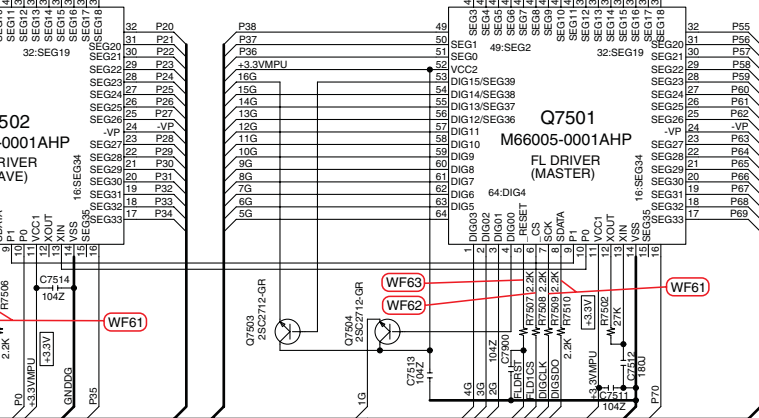 32 P20
31 P21
30 P22
29 P23
28 P24
27 P25
26 P26
25 P27
24 -VP
23 P28
22 P29
21 P30
20 P31
19 P32
18 P33
17 P34
32:SEG19
SEG20
SEG21
SEG22
SEG23
SEG24
SEG25
SEG26
-VP
SEG27
SEG28
SEG29
SEG30
SEG31
SEG32
SEG33
SEG11
SEG12
SEG13
SEG14
SEG15
SEG16
SEG17
SEG18
502
-0001AHP
RIVER
AVE)
16:SEG34
P1
P0
VCC1
XOUT
XIN
VSS
SEG35
9
10
11
12
13
14
15
16
C7514
104Z
R7506
2.2K
WF61
+3.3V
P0
+3.3VMPU
GNDDG
P35
P38 49
P37 50
P36 51
+3.3VMPU 52
16G 53
15G 54
14G 55
13G 56
12G 57
11G 58
10G 59
9G 60
8G 61
7G 62
6G 63
5G 64
SEG3
SEG4
SEG5
SEG6
SEG7
SEG8
SEG9
SEG10
SEG11
SEG12
SEG13
SEG14
SEG15
SEG16
SEG17
SEG18
SEG1
SEG0
VCC2
DIG15/SEG39
DIG14/SEG38
DIG13/SEG37
DIG12/SEG36
DIG11
DIG10
DIG9
DIG8
DIG7
DIG6
DIG5
49:SEG2
32:SEG19
Q7501
M66005-0001AHP
FL DRIVER
(MASTER)
64:DIG4
16:SEG34
SEG20
SEG21
SEG22
SEG23
SEG24
SEG25
SEG26
-VP
SEG27
SEG28
SEG29
SEG30
SEG31
SEG32
SEG33
32 P55
31 P56
30 P57
29 P58
28 P59
27 P60
26 P61
25 P62
24 -VP
23 P63
22 P64
21 P65
20 P66
19 P67
18 P68
17 P69
DIG03
DIG02
DIG01
DIG00
_RESET
_CS
SCK
SDATA
P1
P0
VCC1
XOUT
XIN
VSS
SEG35
1
2
3
4
5
6
7
8
9
10
11
12
13
14
15
16
WF63
WF62
WF61
Q7503
2SC2712-GR
Q7504
2SC2712-GR
C7513
104Z
104Z
C7900
R7507 2.2K
R7508 2.2K
R7509 2.2K
R7510
2.2K
+3.3V
R7502
27K
C7512
180J
C7511
104Z
1G
4G
3G
2G
FLDRST
FLD1CS
DIGCLK
DIGSDO
+3.3VMPU
P70